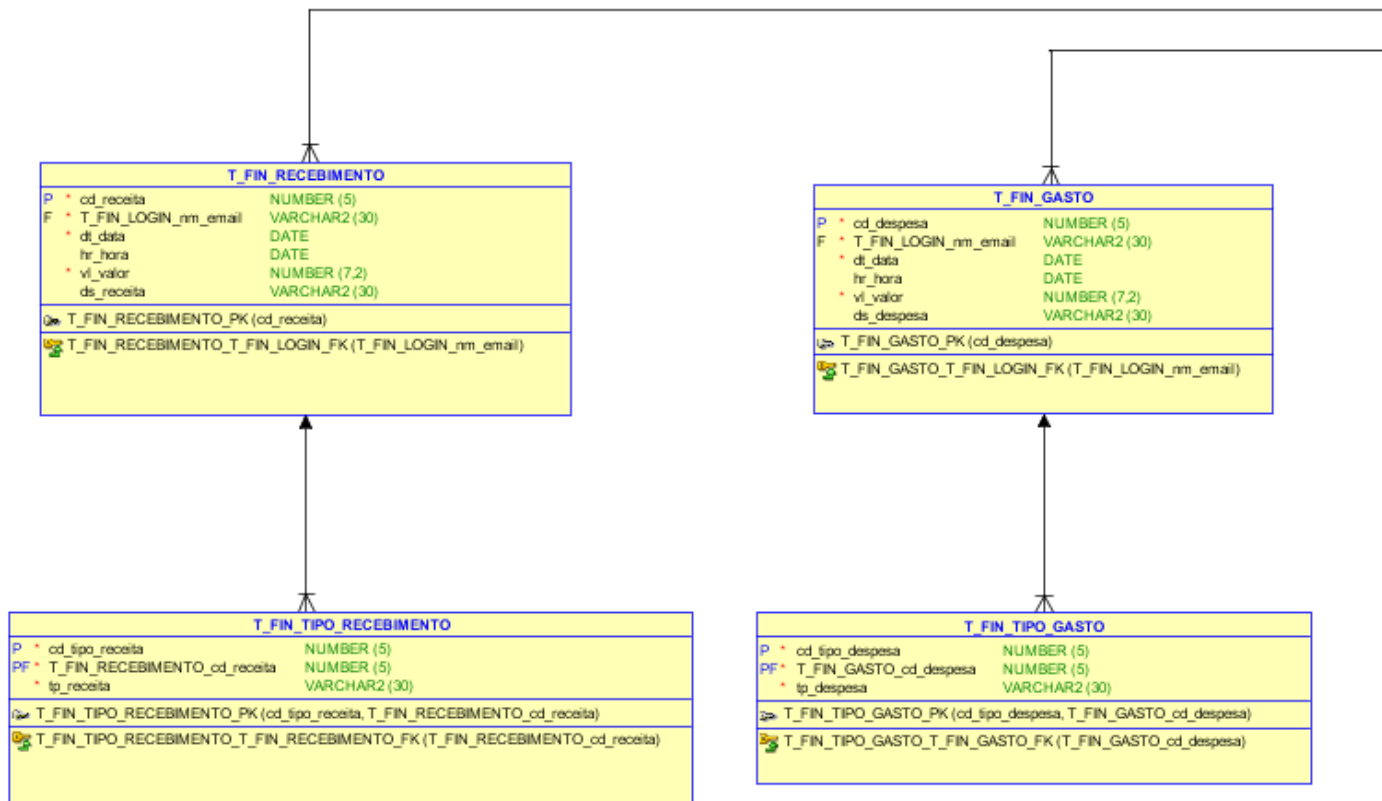 T_FIN_RECEBIMENTO
P * cd_receita NUMBER (5)
F * T_FIN_LOGIN_nm_email VARCHAR2 (30)
* dt_data DATE
hr_hora DATE
* vl_valor NUMBER (7,2)
ds_receita VARCHAR2 (30)
T_FIN_RECEBIMENTO_PK (cd_receita)
T_FIN_RECEBIMENTO_T_FIN_LOGIN_FK (T_FIN_LOGIN_nm_email)
T_FIN_GASTO
P * cd_despesa NUMBER (5)
F * T_FIN_LOGIN_nm_email VARCHAR2 (30)
* dt_data DATE
hr_hora DATE
* vl_valor NUMBER (7,2)
ds_despesa VARCHAR2 (30)
T_FIN_GASTO_PK (cd_despesa)
T_FIN_GASTO_T_FIN_LOGIN_FK (T_FIN_LOGIN_nm_email)
T_FIN_TIPO_RECEBIMENTO
P * cd_tipo_receita NUMBER (5)
PF * T_FIN_RECEBIMENTO_cd_receita NUMBER (5)
* tp_receita VARCHAR2 (30)
T_FIN_TIPO_RECEBIMENTO_PK (cd_tipo_receita, T_FIN_RECEBIMENTO_cd_receita)
T_FIN_TIPO_RECEBIMENTO_T_FIN_RECEBIMENTO_FK (T_FIN_RECEBIMENTO_cd_receita)
T_FIN_TIPO_GASTO
P * cd_tipo_despesa NUMBER (5)
PF * T_FIN_GASTO_cd_despesa NUMBER (5)
* tp_despesa VARCHAR2 (30)
T_FIN_TIPO_GASTO_PK (cd_tipo_despesa, T_FIN_GASTO_cd_despesa)
T_FIN_TIPO_GASTO_T_FIN_GASTO_FK (T_FIN_GASTO_cd_despesa)